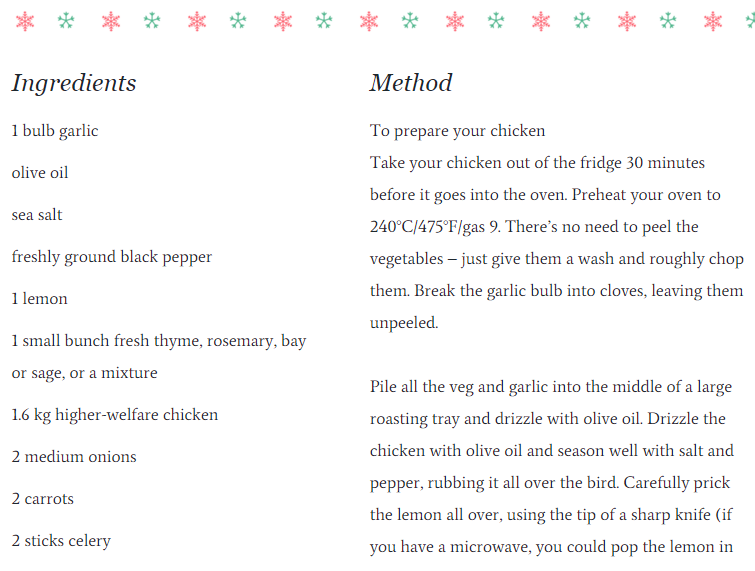 Ingredients
1 bulb garlic
olive oil
sea salt
freshly ground black pepper
1 lemon
1 small bunch fresh thyme, rosemary, bay
or sage, or a mixture
1.6 kg higher-welfare chicken
2 medium onions
2 carrots
2 sticks celery
Method
To prepare your chicken
Take your chicken out of the fridge 30 minutes
before it goes into the oven. Preheat your oven to
240°C/475°F/gas 9. There's no need to peel the
vegetables – just give them a wash and roughly chop
them. Break the garlic bulb into cloves, leaving them
unpeeled.
Pile all the veg and garlic into the middle of a large
roasting tray and drizzle with olive oil. Drizzle the
chicken with olive oil and season well with salt and
pepper, rubbing it all over the bird. Carefully prick
the lemon all over, using the tip of a sharp knife (if
you have a microwave, you could pop the lemon in